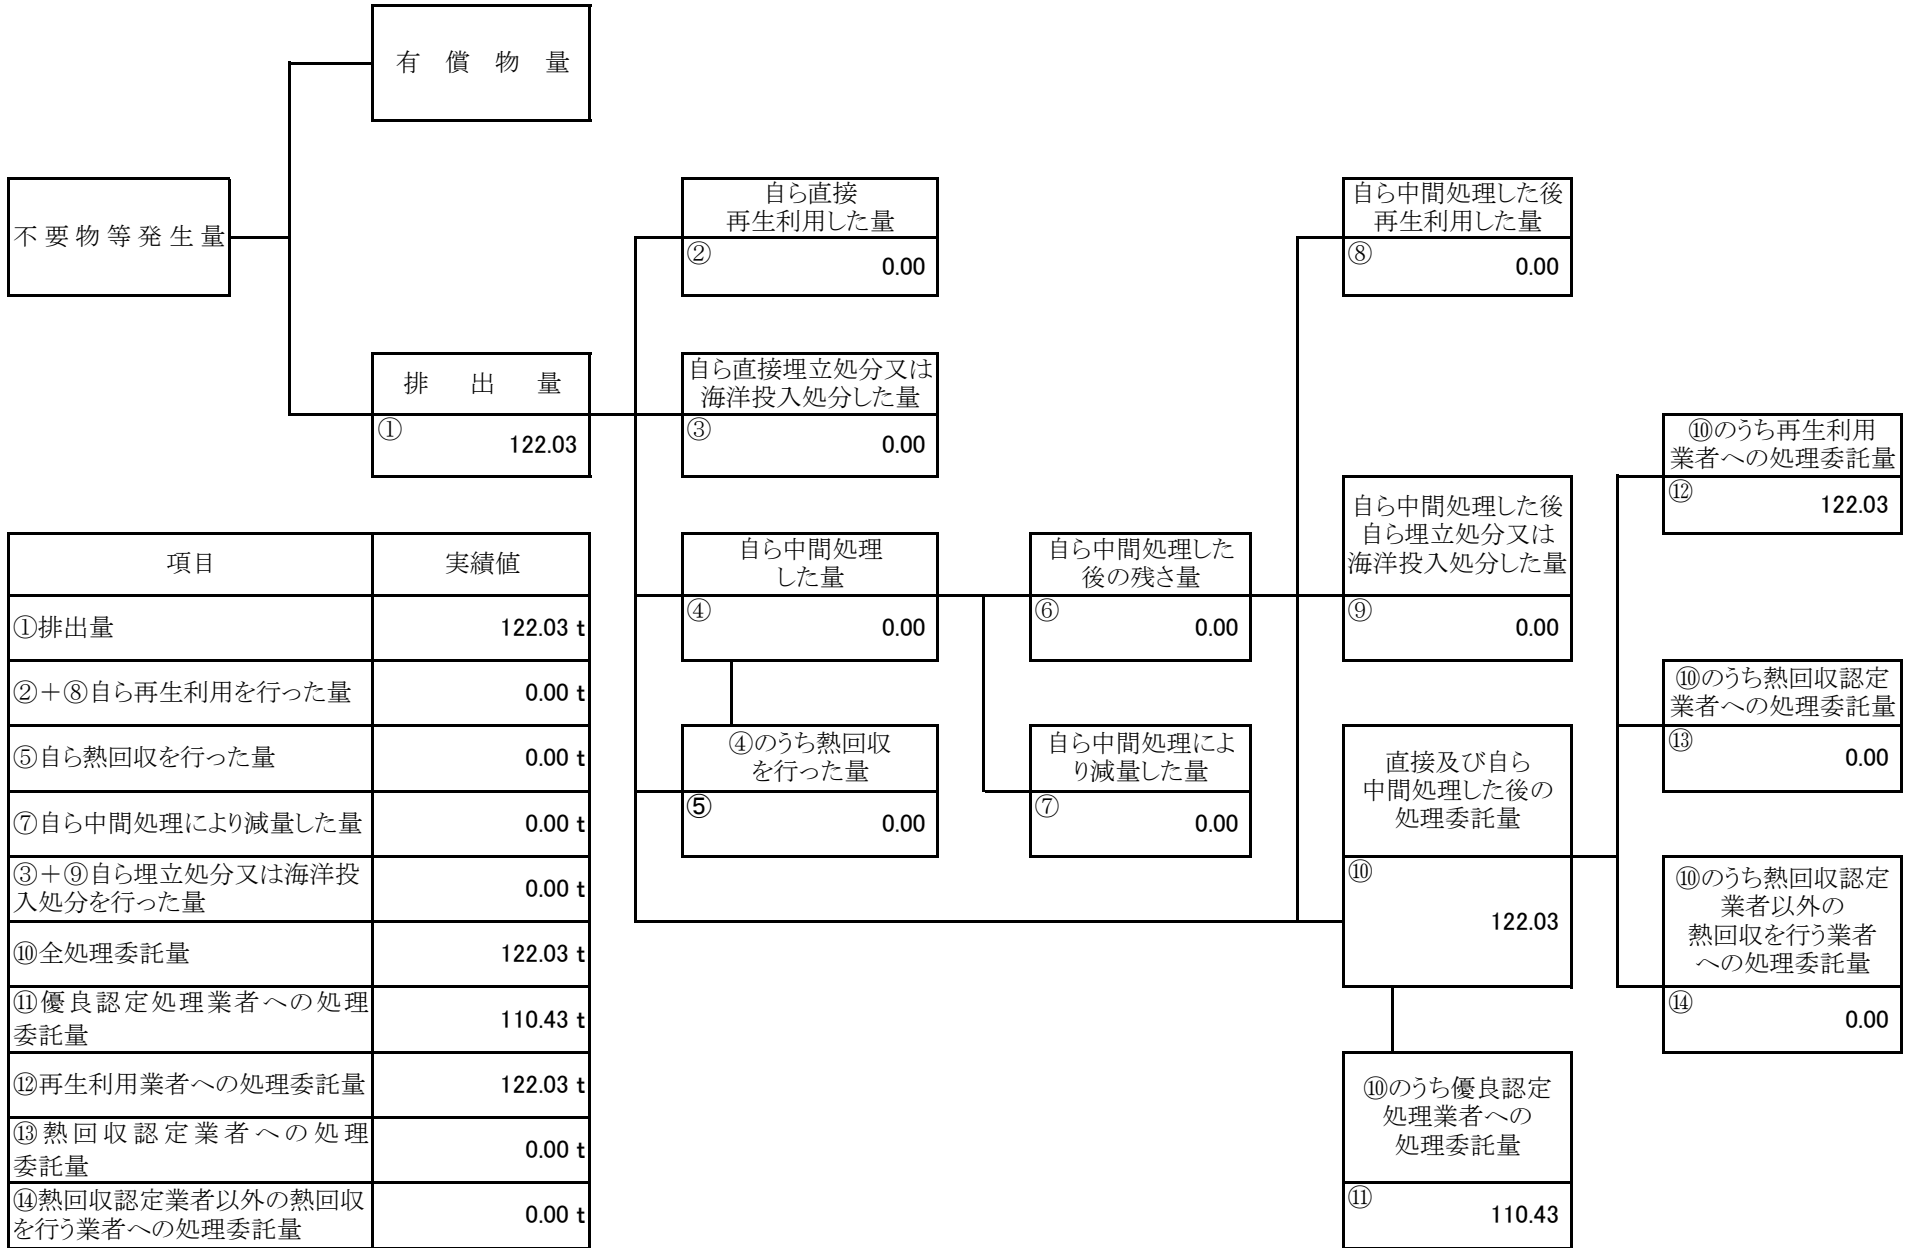 有償物量
不要物等発生量
排出量
①
122.03
自ら直接
再生利用した量
②
0.00
自ら直接埋立処分又は
海洋投入処分した量
③
0.00
自ら中間処理
した量
④
0.00
④のうち熱回収
を行った量
⑤
0.00
自ら中間処理した
後の残さ量
⑥
0.00
自ら中間処理によ
り減量した量
⑦
0.00
自ら中間処理した後
再生利用した量
⑧
0.00
自ら中間処理した後
自ら埋立処分又は
海洋投入処分した量
⑨
0.00
直接及び自ら
中間処理した後の
処理委託量
⑩
122.03
⑩のうち優良認定
処理業者への
処理委託量
⑪
110.43
⑩のうち再生利用
業者への処理委託量
⑫
122.03
⑩のうち熱回収認定
業者への処理委託量
⑬
0.00
⑩のうち熱回収認定
業者以外の
熱回収を行う業者
への処理委託量
⑭
0.00
項目 実績値
①排出量 122.03 t
②+⑧自ら再生利用を行った量 0.00 t
⑤自ら熱回収を行った量 0.00 t
⑦自ら中間処理により減量した量 0.00 t
③+⑨自ら埋立処分又は海洋投
入処分を行った量 0.00 t
⑩全処理委託量 122.03 t
⑪優良認定処理業者への処理
委託量 110.43 t
⑫再生利用業者への処理委託量 122.03 t
⑬熱回収認定業者への処理
委託量 0.00 t
⑭熱回収認定業者以外の熱回収
を行う業者への処理委託量 0.00 t